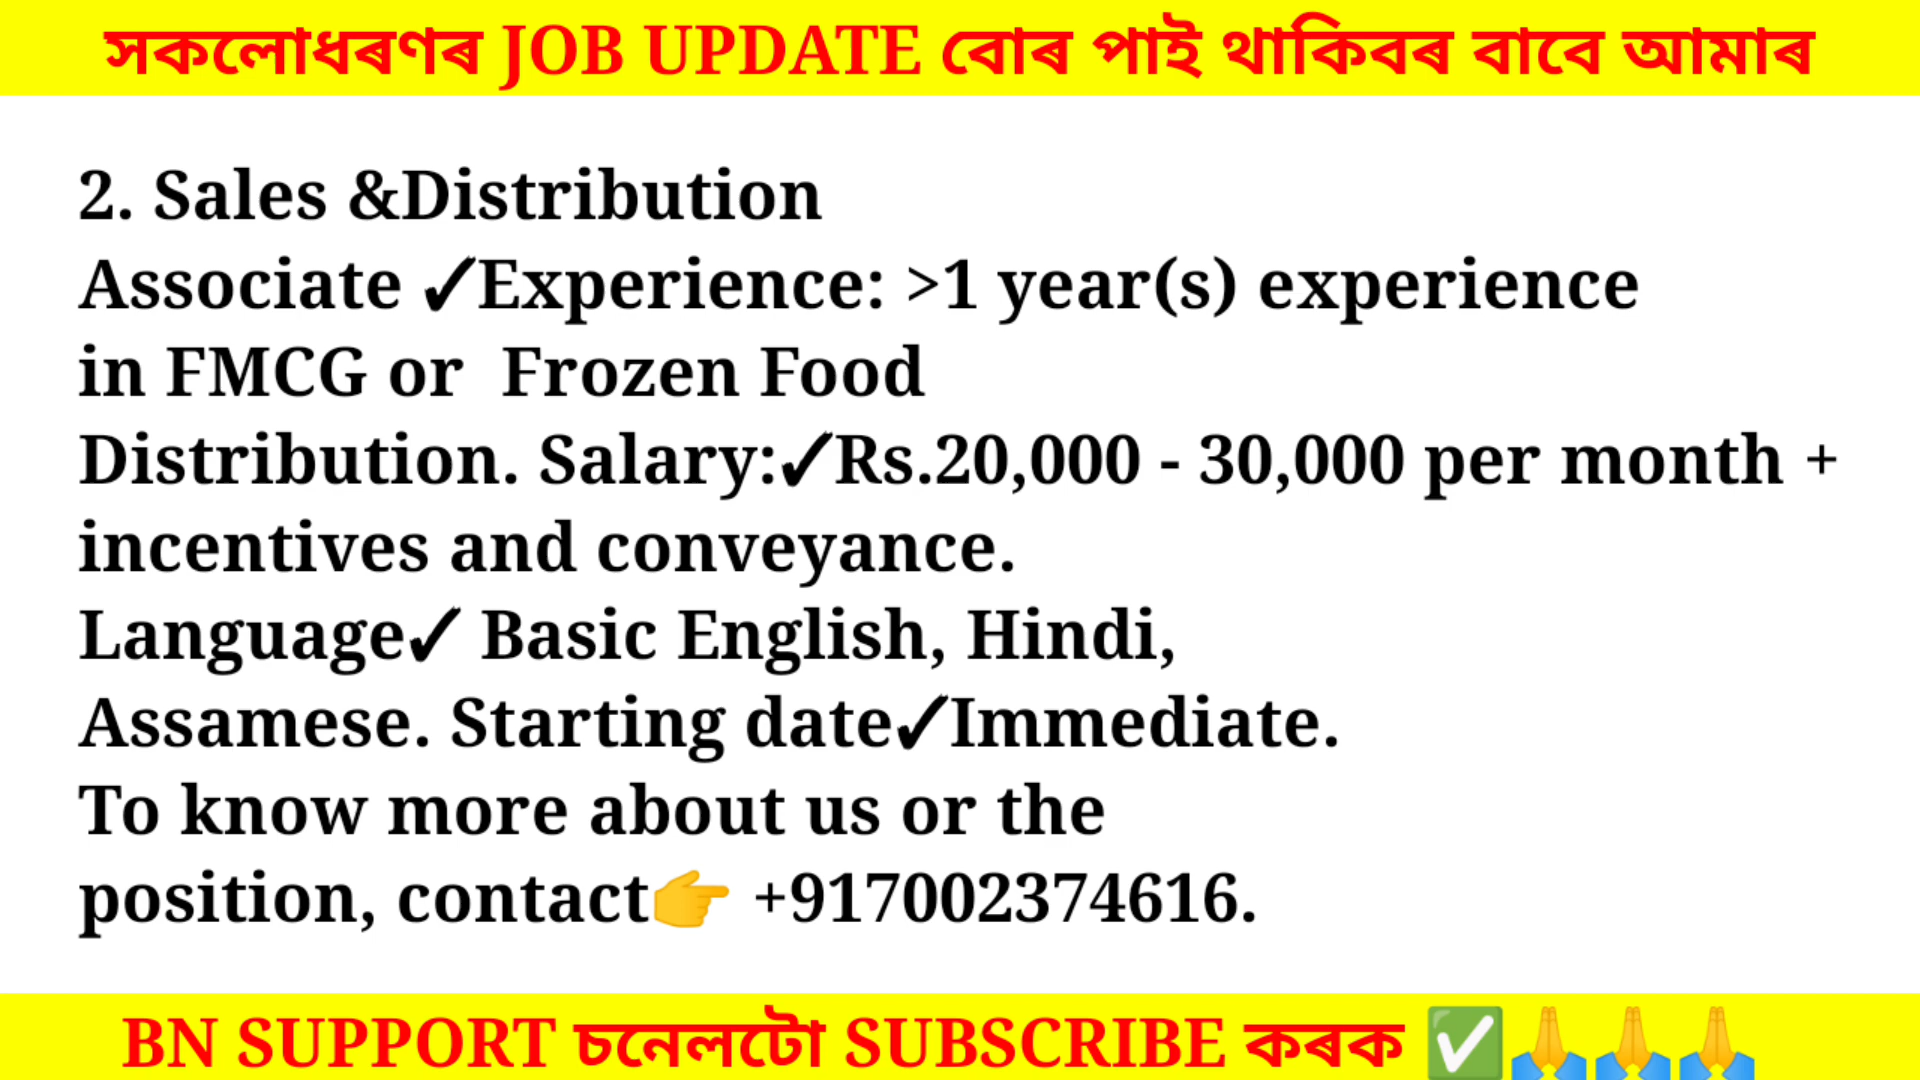 সকলোধৰণৰ JOB UPDATE বোৰ পাই থাকিবৰ বাবে আমাৰ
2. Sales &Distribution
Associate ✓Experience: >1 year(s) experience
in FMCG or  Frozen Food
Distribution. Salary:✓Rs.20,000 - 30,000 per month +
incentives and conveyance.
Language✓ Basic English, Hindi,
Assamese. Starting date✓Immediate.
To know more about us or the
position, contact👉 +917002374616.
BN SUPPORT চনেলটো SUBSCRIBE কৰক ✅🙏🙏🙏